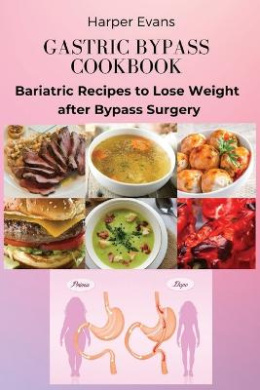 Harper Evans
GASTRIC BYPASS
COOKBOOK
Bariatric Recipes to Lose Weight
after Bypass Surgery
Prima Dopo